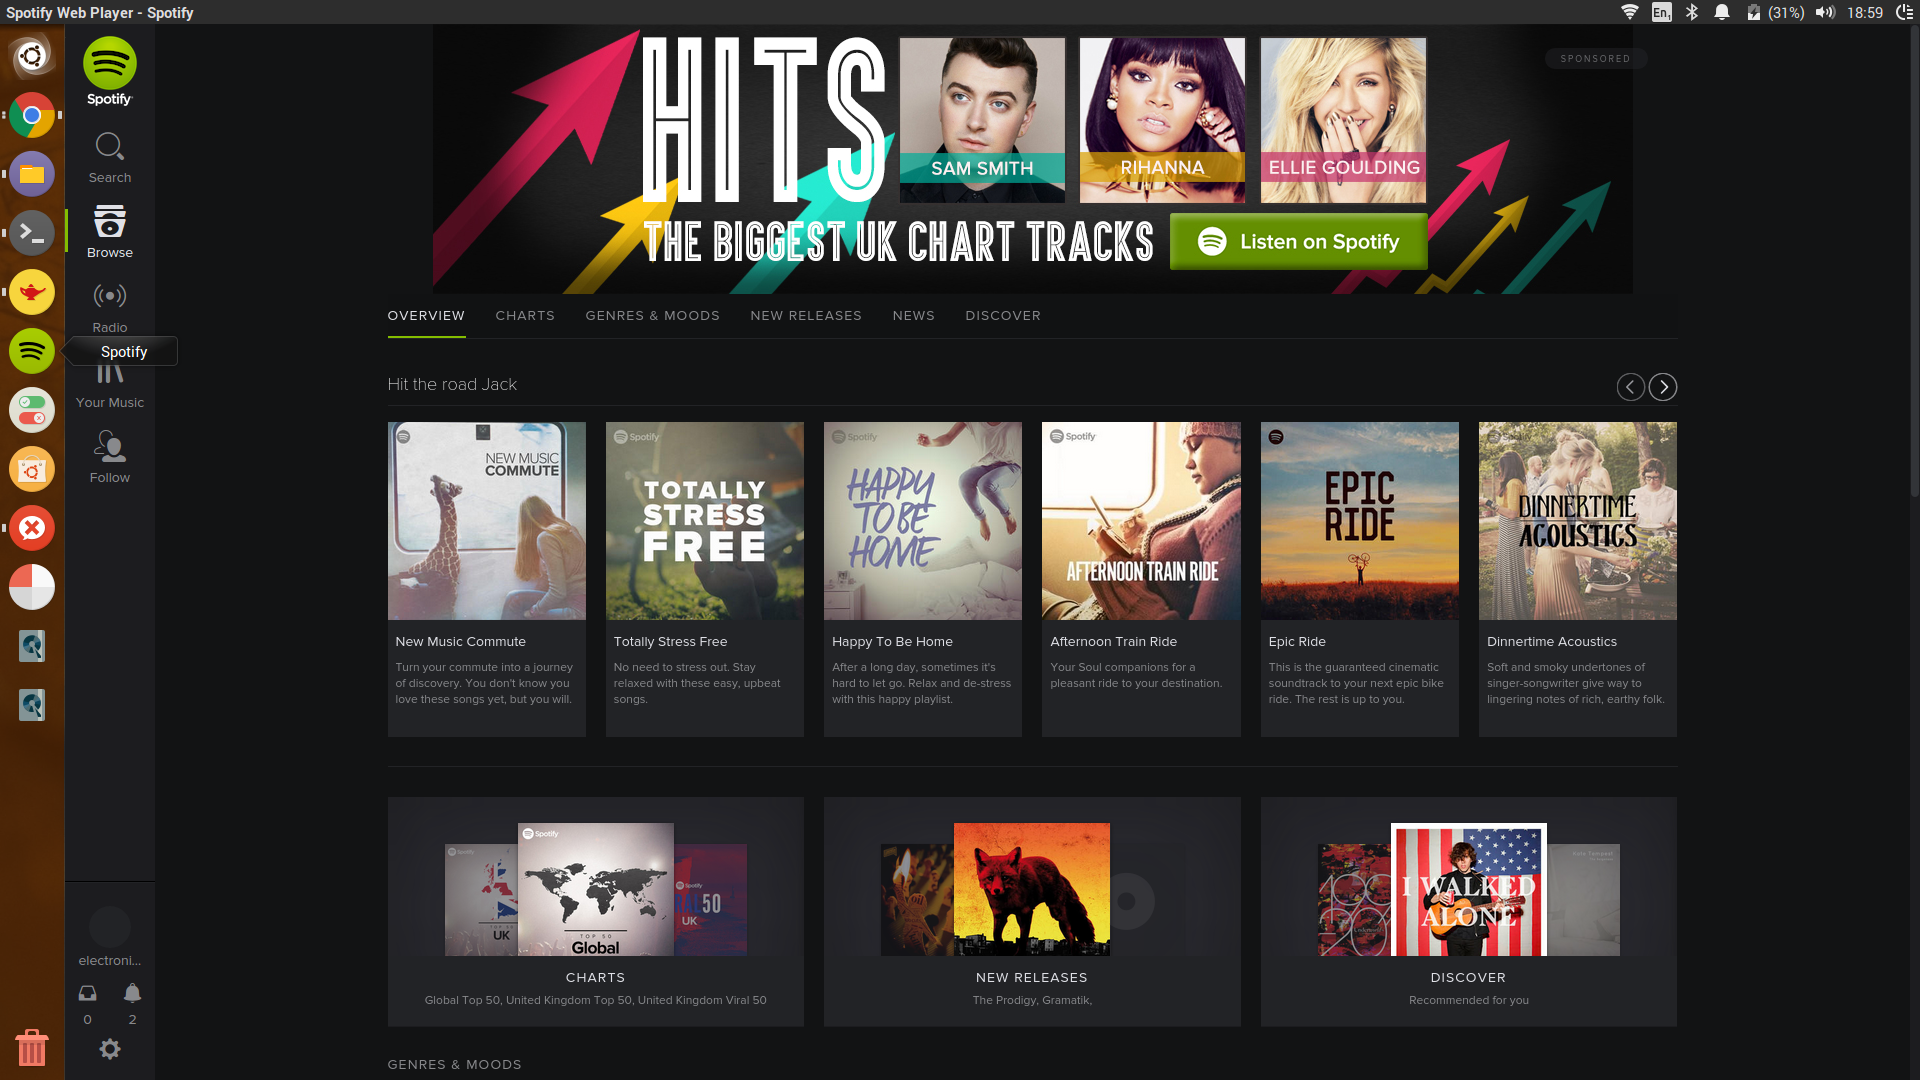 Spotify Web Player - Spotify
En1
(31%)
18:59
Spotify
Search
Browse
Radio
Spotify
Your Music
Follow
electroni...
0
2
HITS
SAM SMITH
RIHANNA
ELLIE GOULDING
THE BIGGEST UK CHART TRACKS
Listen on Spotify
SPONSORED
OVERVIEW
CHARTS
GENRES & MOODS
NEW RELEASES
NEWS
DISCOVER
Hit the road Jack
NEW MUSIC
COMMUTE
New Music Commute
Turn your commute into a journey
of discovery. You don't know you
love these songs yet, but you will.
Spotify
TOTALLY
STRESS
FREE
Totally Stress Free
No need to stress out. Stay
relaxed with these easy, upbeat
songs.
Spotify
HAPPY
TO BE
HOME
Happy To Be Home
After a long day, sometimes it's
hard to let go. Relax and de-stress
with this happy playlist.
Spotify
AFTERNOON TRAIN RIDE
Afternoon Train Ride
Your Soul companions for a
pleasant ride to your destination.
EPIC
RIDE
Epic Ride
This is the guaranteed cinematic
soundtrack to your next epic bike
ride. The rest is up to you.
Spotify
DINNERTIME
ACOUSTICS
Dinnertime Acoustics
Soft and smoky undertones of
singer-songwriter give way to
lingering notes of rich, earthy folk.
Spotify
UK
Spotify
TOP 50
Global
Spotify
50
UK
CHARTS
Global Top 50, United Kingdom Top 50, United Kingdom Viral 50
NEW RELEASES
The Prodigy, Gramatik,
I WALKED
ALONE
DISCOVER
Recommended for you
GENRES & MOODS